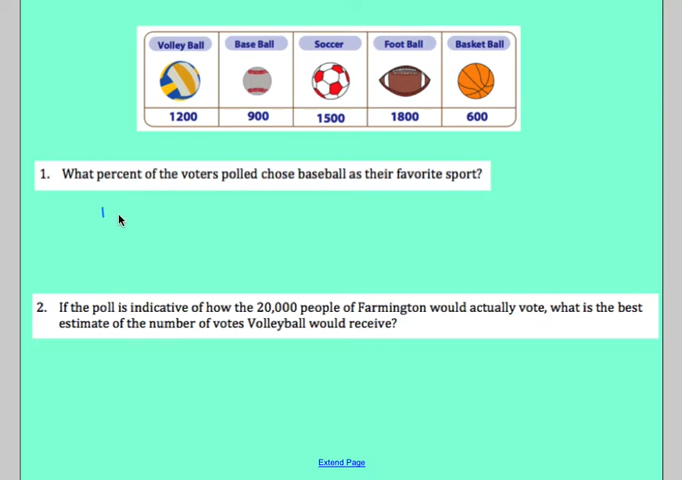 Volley Ball Base Ball Soccer Foot Ball Basket Ball
1200 900 1500 1800 600
1. What percent of the voters polled chose baseball as their favorite sport?
2. If the poll is indicative of how the 20,000 people of Farmington would actually vote, what is the best
estimate of the number of votes Volleyball would receive?
Extend Page